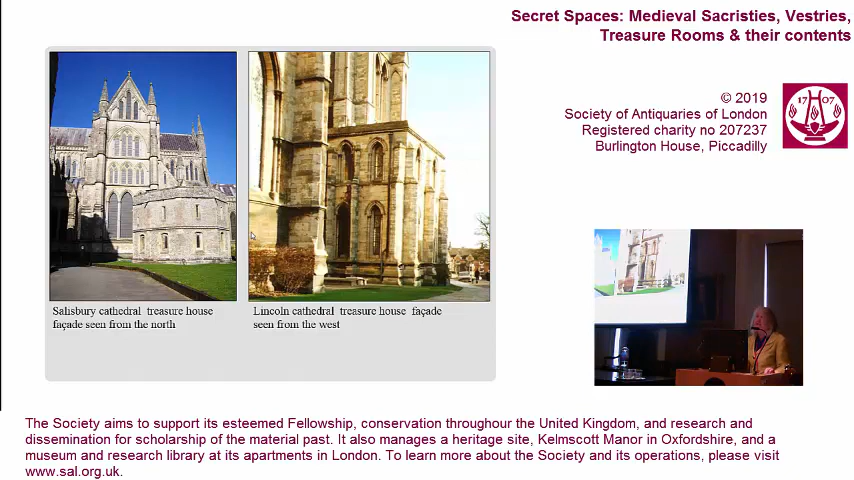 Secret Spaces: Medieval Sacristies, Vestries,
Treasure Rooms & their contents
© 2019
Society of Antiquaries of London
Registered charity no 207237
Burlington House, Piccadilly
17 07
Salisbury cathedral treasure house
façade seen from the north
Lincoln cathedral treasure house façade
seen from the west
The Society aims to support its esteemed Fellowship, conservation throughour the United Kingdom, and research and
dissemination for scholarship of the material past. It also manages a heritage site, Kelmscott Manor in Oxfordshire, and a
museum and research library at its apartments in London. To learn more about the Society and its operations, please visit
www.sal.org.uk.